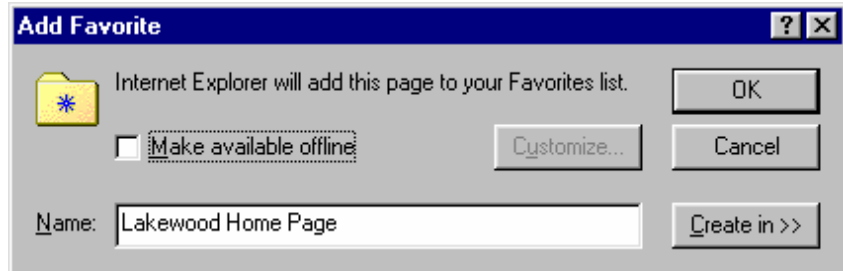 Add Favorite
Internet Explorer will add this page to your Favorites list.
OK
Make available offline
Customize...
Cancel
Name:
Lakewood Home Page
Create in >>